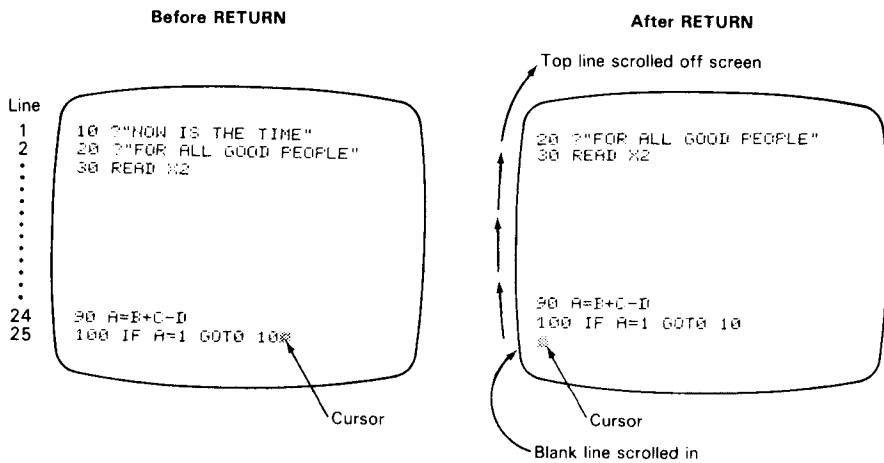 Before RETURN
After RETURN
Top line scrolled off screen
Line
1
10 ?"NOW IS THE TIME"
2
20 ?"FOR ALL GOOD PEOPLE"
30 READ X2
24
90 A=B+C-D
25
100 IF A=1 GOTO 10
Cursor
20 ?"FOR ALL GOOD PEOPLE"
30 READ X2
90 A=B+C-D
100 IF A=1 GOTO 10
Cursor
Blank line scrolled in